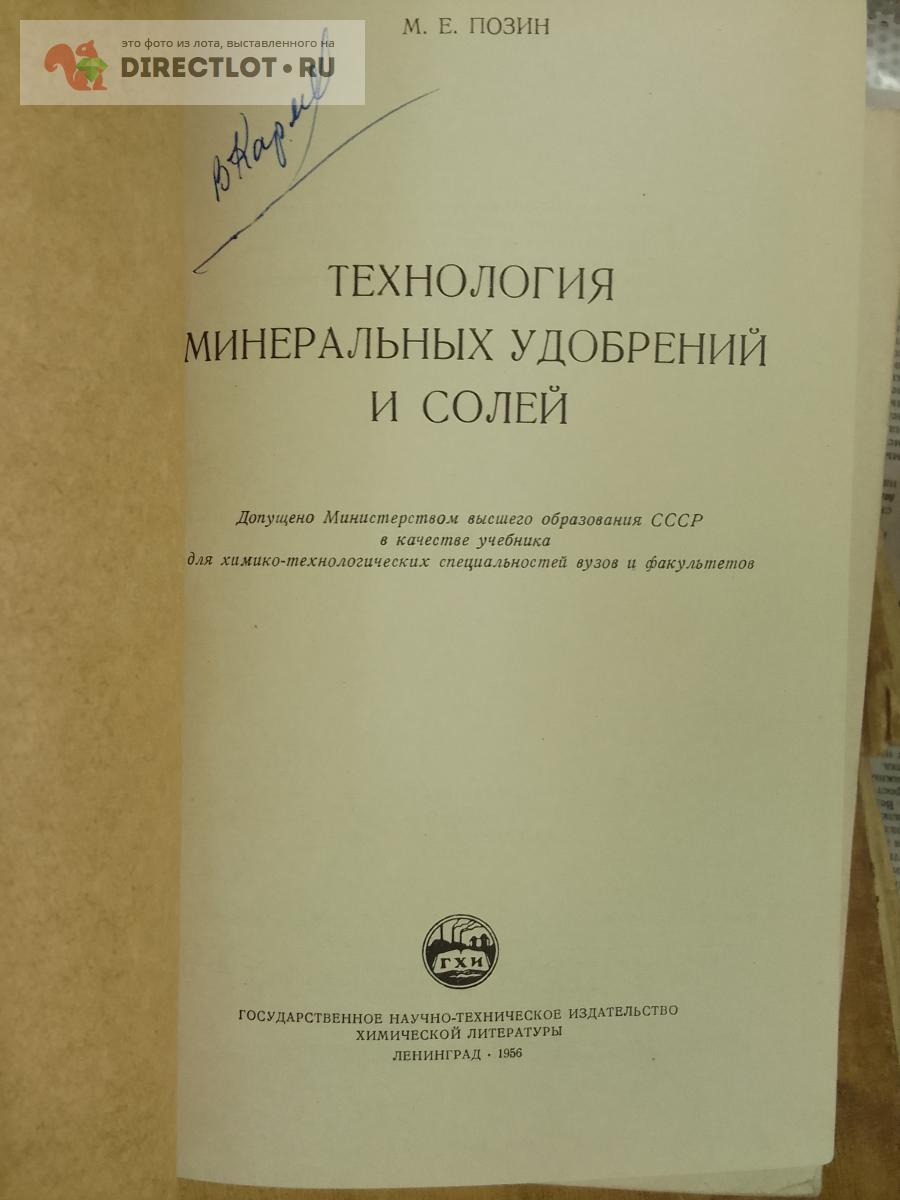 М. Е. ПОЗИН
это фото из лота, выставленного на
DIRECTLOT.RU
ТЕХНОЛОГИЯ
МИНЕРАЛЬНЫХ УДОБРЕНИЙ
И СОЛЕЙ
Допущено Министерством высшего образования СССР
в качестве учебника
для химико-технологических специальностей вузов и факультетов
ГХИ
ГОСУДАРСТВЕННОЕ НАУЧНО-ТЕХНИЧЕСКОЕ ИЗДАТЕЛЬСТВО
ХИМИЧЕСКОЙ ЛИТЕРАТУРЫ
ЛЕНИНГРАД · 1956